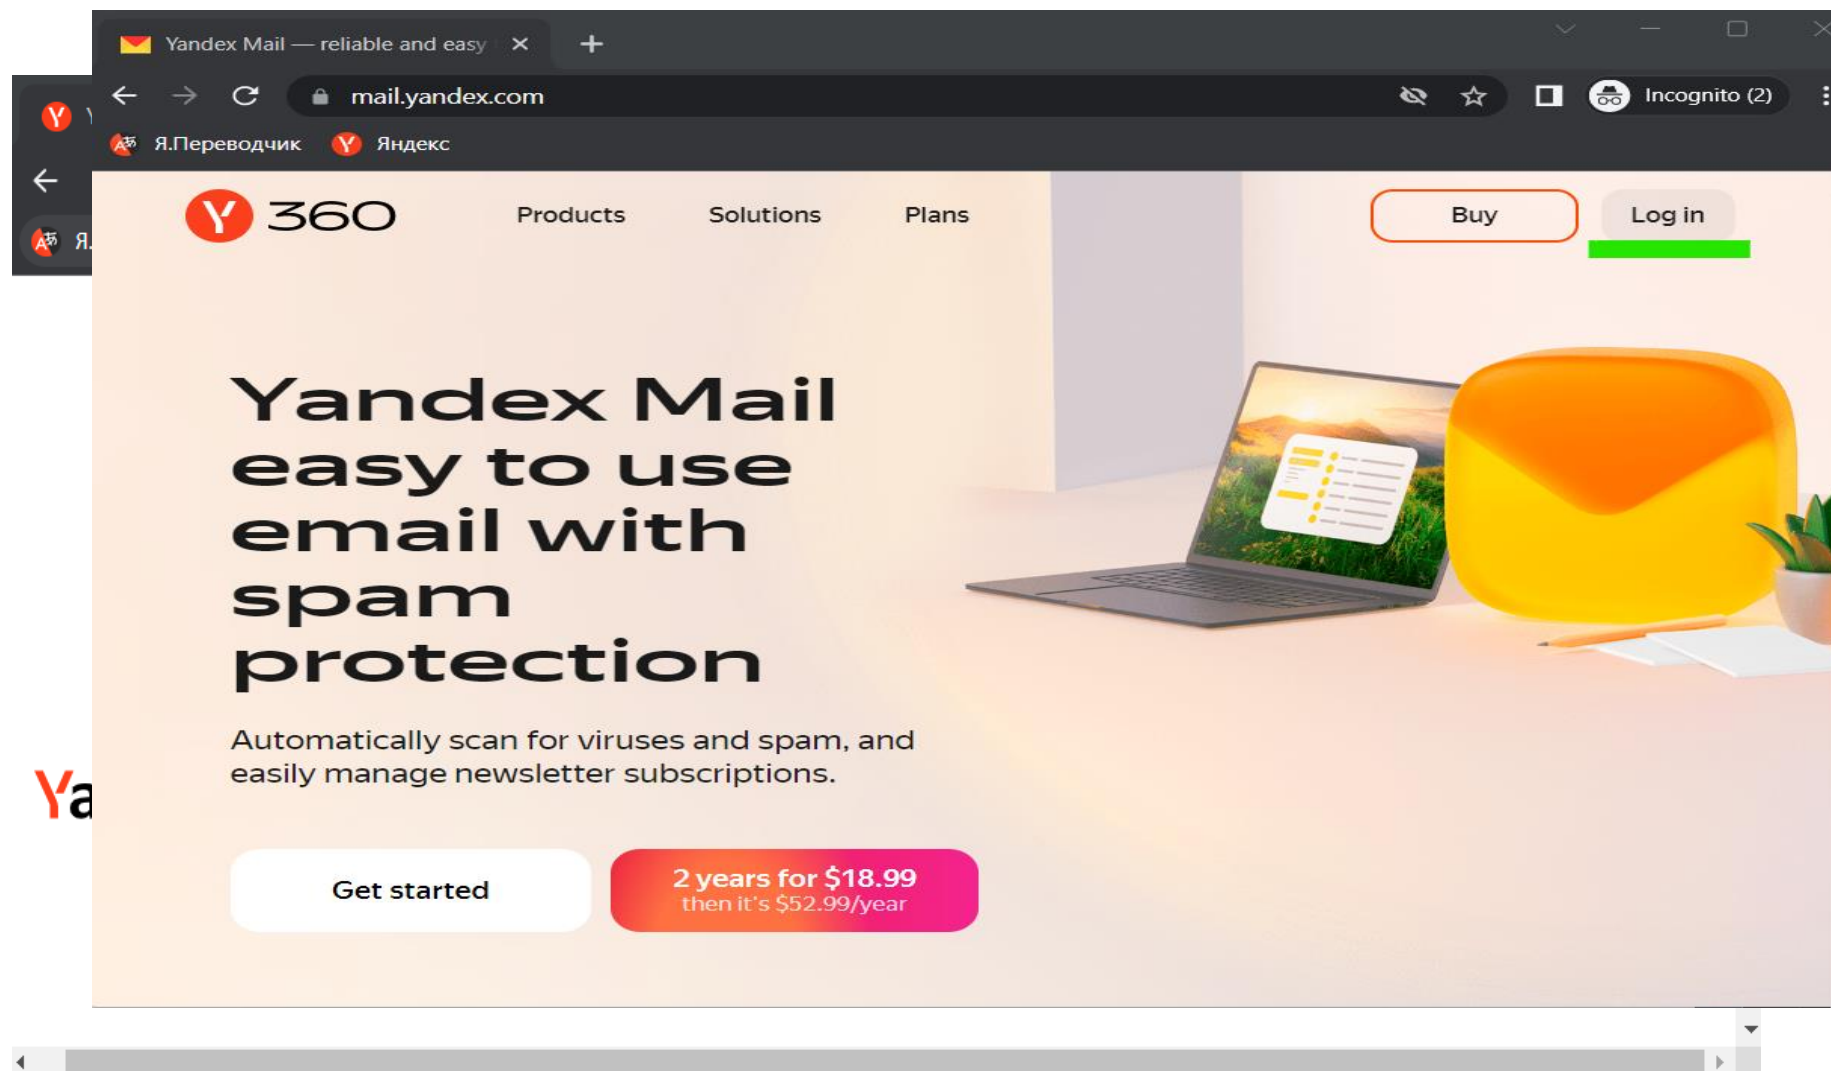 Yandex Mail — reliable and easy
mail.yandex.com
Incognito (2)
Я.Переводчик
Яндекс
Я.
360
Products
Solutions
Plans
Buy
Log in
Yandex Mail
easy to use
email with
spam
protection
Automatically scan for viruses and spam, and
easily manage newsletter subscriptions.
Ya
Get started
2 years for $18.99
then it's $52.99/year